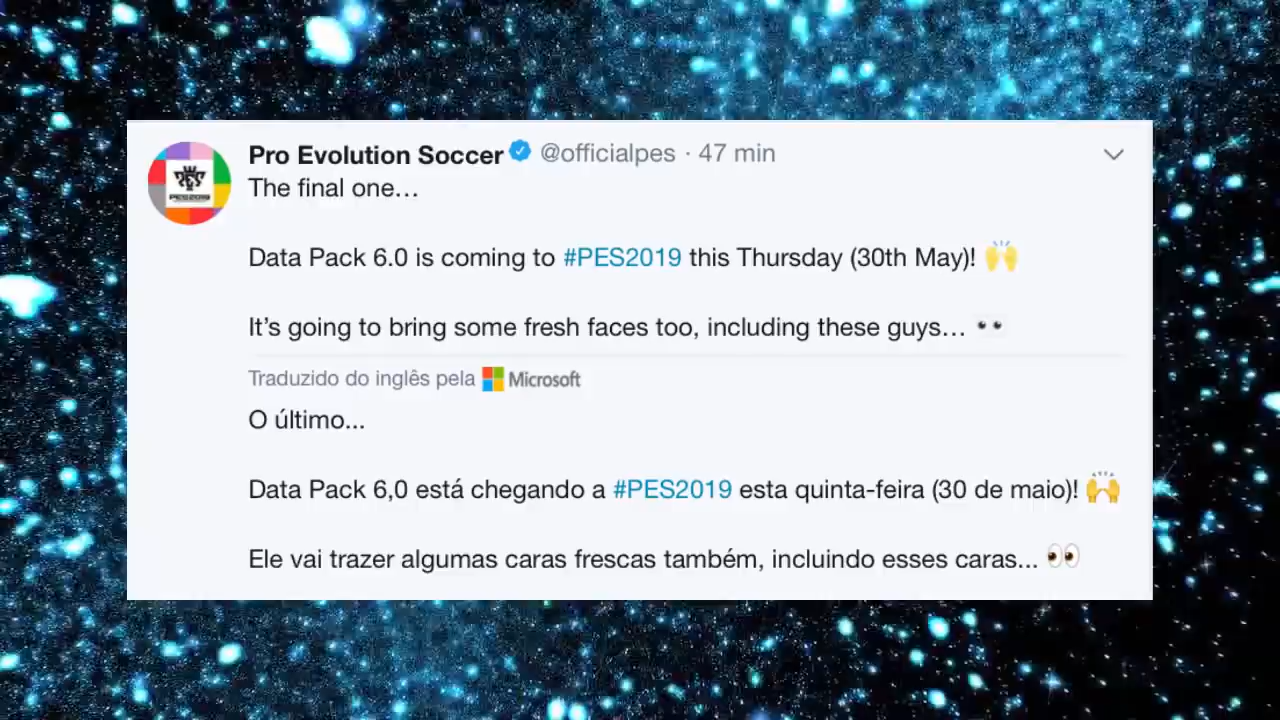 Pro Evolution Soccer @officialpes · 47 min
The final one…
Data Pack 6.0 is coming to #PES2019 this Thursday (30th May)! 🙌
It’s going to bring some fresh faces too, including these guys… 👀
Traduzido do inglês pela Microsoft
O último...
Data Pack 6,0 está chegando a #PES2019 esta quinta-feira (30 de maio)! 🙌
Ele vai trazer algumas caras frescas também, incluindo esses caras... 👀
PES2019